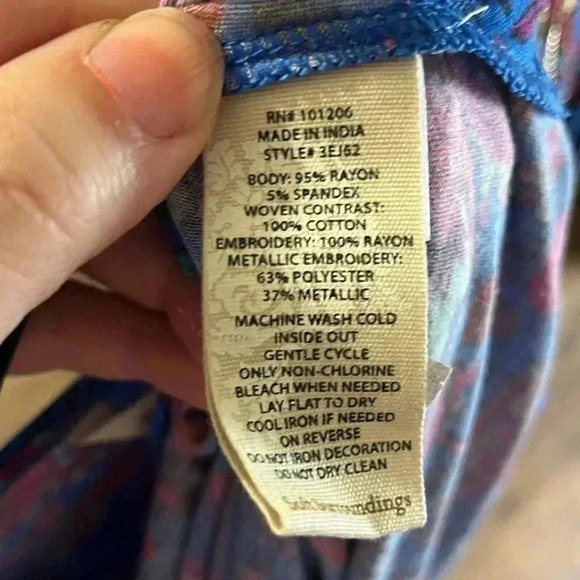 RN# 101206
MADE IN INDIA
STYLE# 3EJ62
BODY: 95% RAYON
5% SPANDEX
WOVEN CONTRAST:
100% COTTON
EMBROIDERY: 100% RAYON
METALLIC EMBROIDERY:
63% POLYESTER
37% METALLIC
MACHINE WASH COLD
INSIDE OUT
GENTLE CYCLE
ONLY NON-CHLORINE
BLEACH WHEN NEEDED
LAY FLAT TO DRY
COOL IRON IF NEEDED
ON REVERSE
DO NOT IRON DECORATION
DO NOT DRY CLEAN
Soft Surroundings